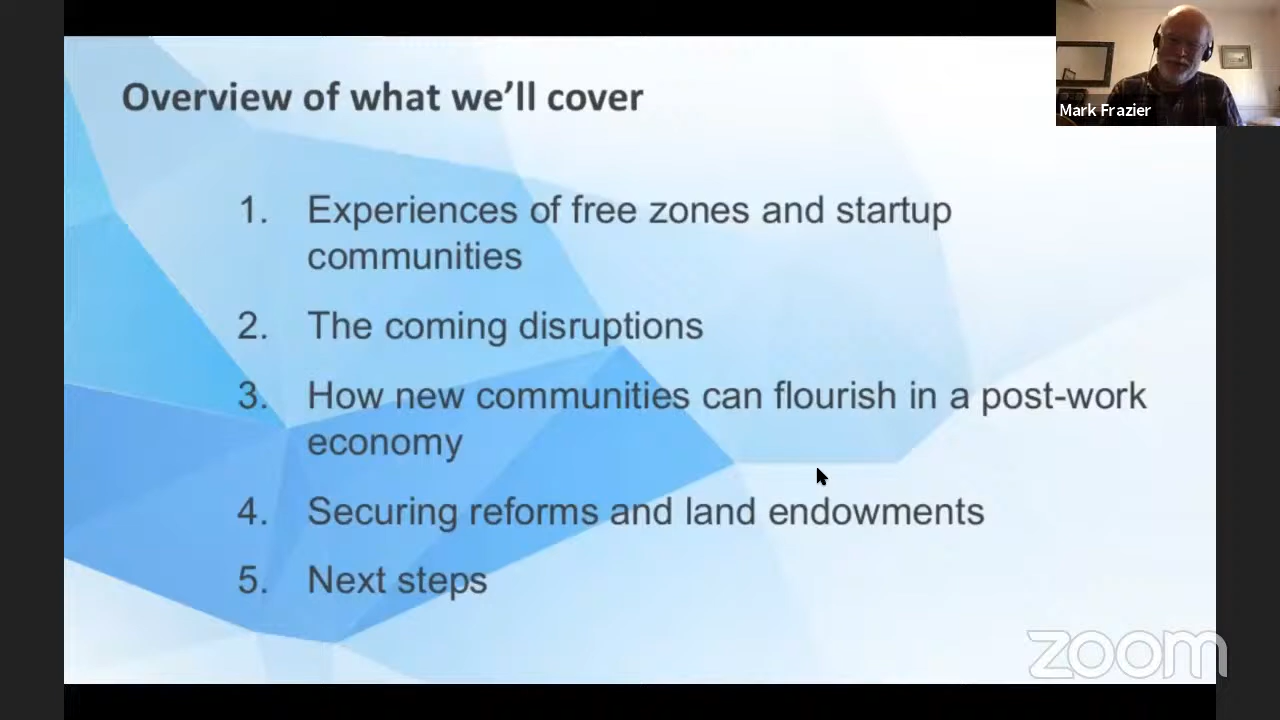 Overview of what we'll cover
Mark Frazier
1. Experiences of free zones and startup
communities
2. The coming disruptions
3. How new communities can flourish in a post-work
economy
4. Securing reforms and land endowments
5. Next steps
zoom